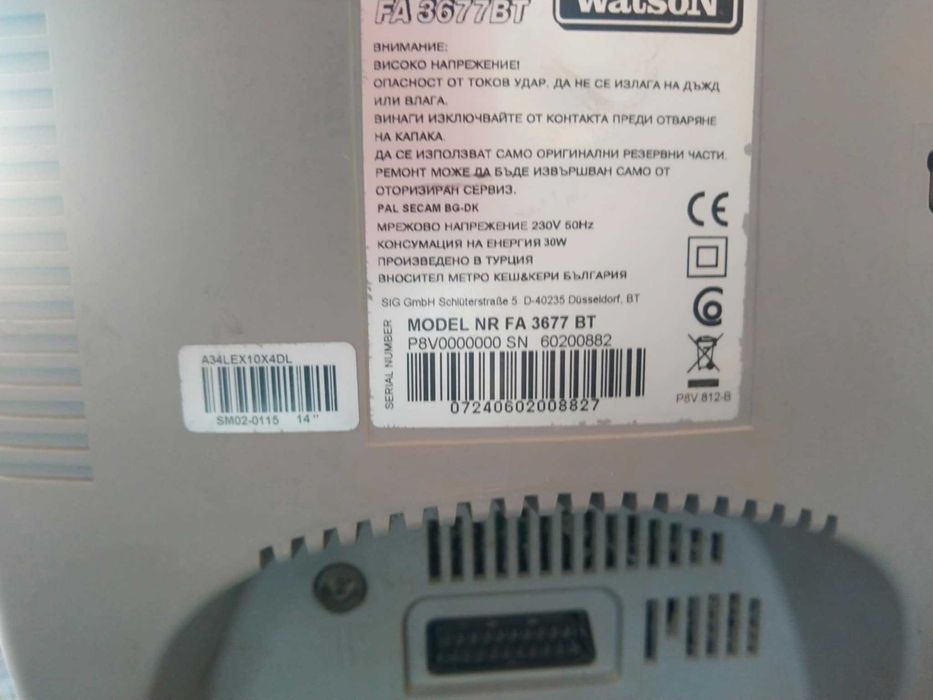 FA 3677BT
WatsoN
ВНИМАНИЕ:
ВИСОКО НАПРЕЖЕНИЕ!
ОПАСНОСТ ОТ ТОКОВ УДАР. ДА НЕ СЕ ИЗЛАГА НА ДЪЖД
ИЛИ ВЛАГА.
ВИНАГИ ИЗКЛЮЧВАЙТЕ ОТ КОНТАКТА ПРЕДИ ОТВАРЯНЕ
НА КАПАКА.
ДА СЕ ИЗПОЛЗВАТ САМО ОРИГИНАЛНИ РЕЗЕРВНИ ЧАСТИ.
РЕМОНТ МОЖЕ ДА БЪДЕ ИЗВЪРШВАН САМО ОТ
ОТОРИЗИРАН СЕРВИЗ.
PAL SECAM BG-DK
МРЕЖОВО НАПРЕЖЕНИЕ 230V 50Hz
КОНСУМАЦИЯ НА ЕНЕРГИЯ 30W
ПРОИЗВЕДЕНО В ТУРЦИЯ
ВНОСИТЕЛ МЕТРО КЕШ&КЕРИ БЪЛГАРИЯ
CE
SIG GmbH Schlüterstraße 5 D-40235 Düsseldorf, BT
SERIAL NUMBER
MODEL NR FA 3677 BT
P8V0000000 SN 60200882
07240602008827
P8V 812-B
A34LEX10X4DL
SM02-0115 14"